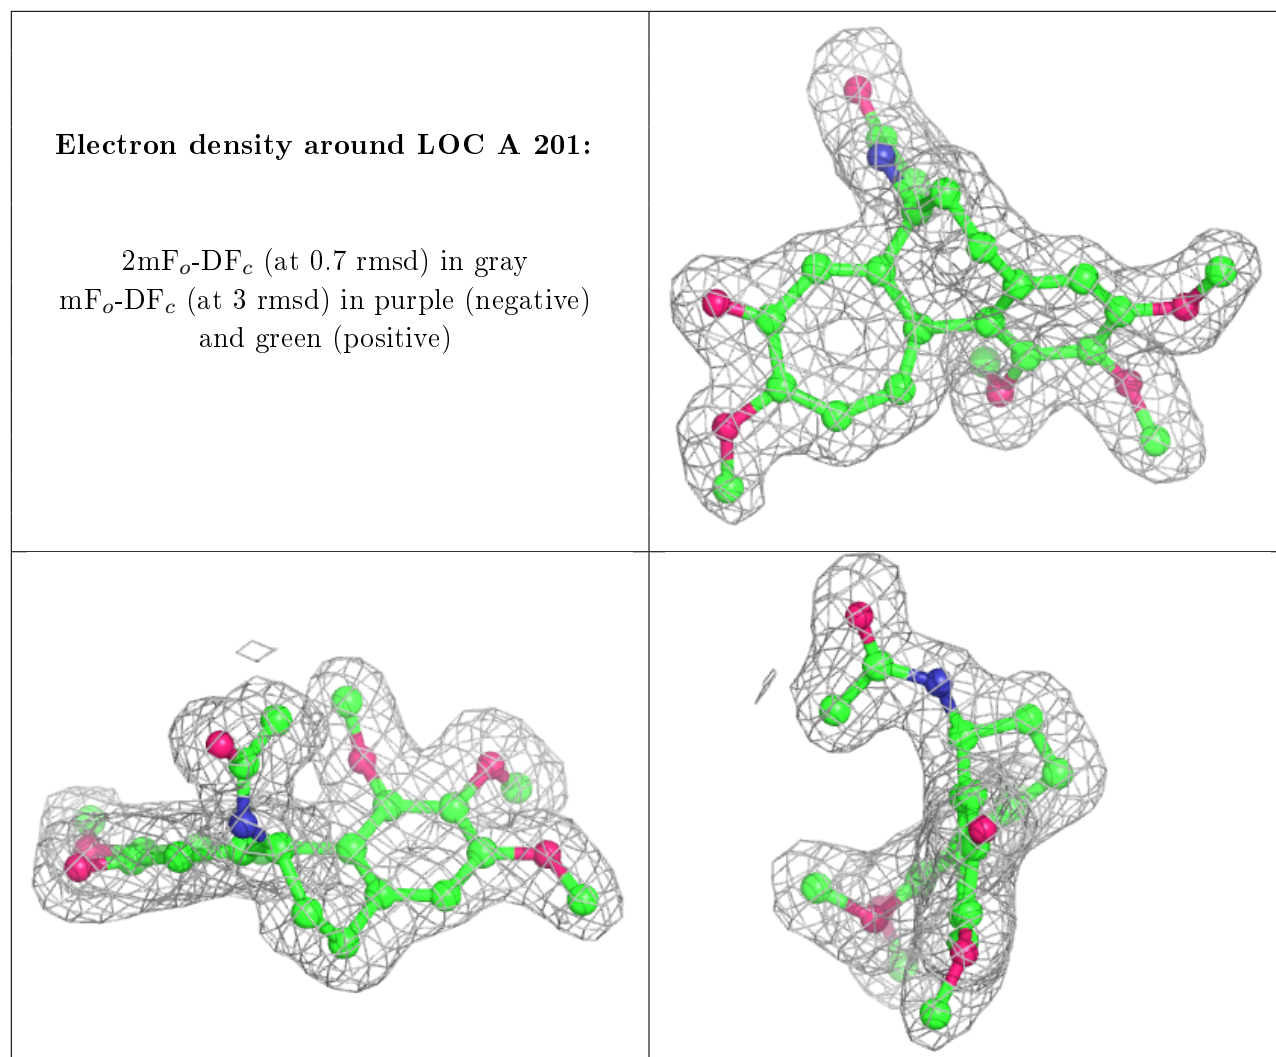 Electron density around LOC A 201:
2mFo-DFc (at 0.7 rmsd) in gray
mFo-DFc (at 3 rmsd) in purple (negative)
and green (positive)